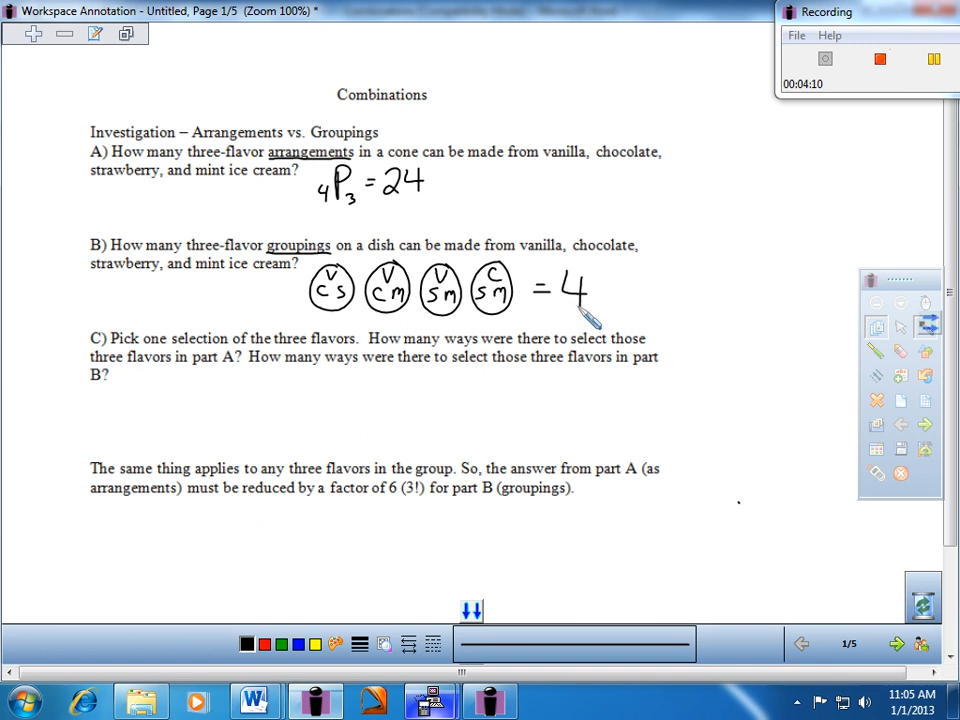 Workspace Annotation - Untitled, Page 1/5 (Zoom 100%) *
Recording
File Help
00:04:10
Combinations
Investigation – Arrangements vs. Groupings
A) How many three-flavor arrangements in a cone can be made from vanilla, chocolate,
strawberry, and mint ice cream?
4P3 = 24
B) How many three-flavor groupings on a dish can be made from vanilla, chocolate,
strawberry, and mint ice cream?
V V V C
C S C m S m S m = 4
C) Pick one selection of the three flavors. How many ways were there to select those
three flavors in part A? How many ways were there to select those three flavors in part
B?
The same thing applies to any three flavors in the group. So, the answer from part A (as
arrangements) must be reduced by a factor of 6 (3!) for part B (groupings).
1/5
11:05 AM
1/1/2013